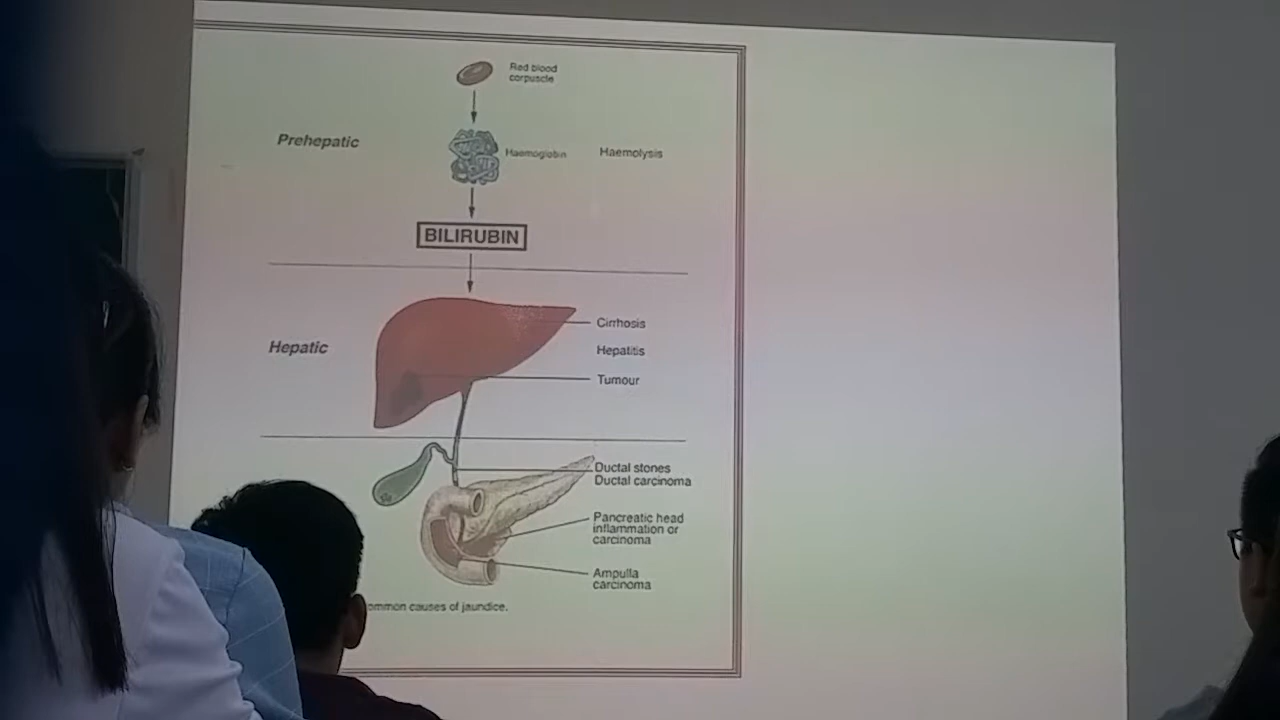 Red blood
corpuscle
Prehepatic
Haemoglobin
Haemolysis
BILIRUBIN
Cirrhosis
Hepatic
Hepatitis
Tumour
Ductal stones
Ductal carcinoma
Pancreatic head
inflammation or
carcinoma
Ampulla
carcinoma
causes of jaundice.